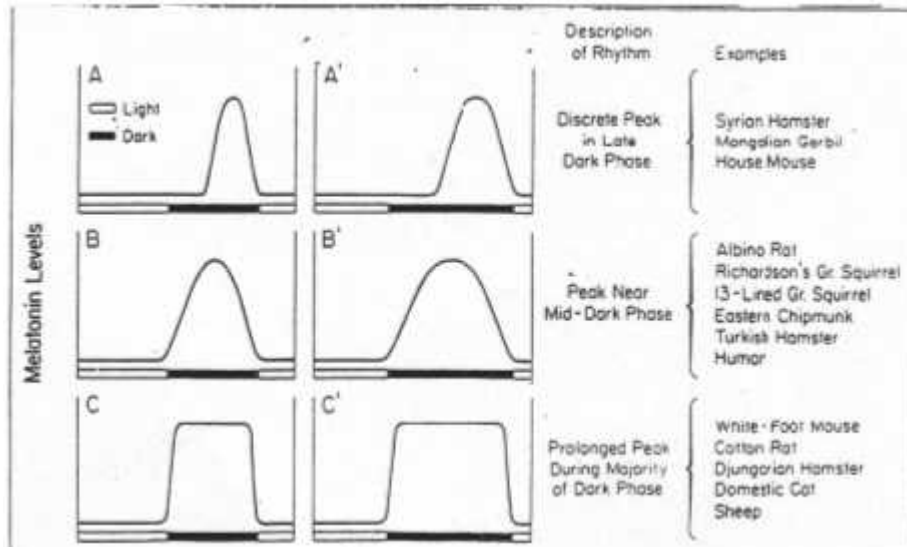 Description
of Rhythm
Examples
Melatonin Levels
A
Light
Dark
A'
Discrete Peak
in Late
Dark Phase
Syrian Hamster
Mongolian Gerbil
House Mouse
B
B'
Peak Near
Mid-Dark Phase
Albino Rat
Richardson's Gr. Squirrel
13-Lined Gr. Squirrel
Eastern Chipmunk
Turkish Hamster
Human
C
C'
Prolonged Peak
During Majority
of Dark Phase
White-Foot Mouse
Cotton Rat
Djungarian Hamster
Domestic Cat
Sheep